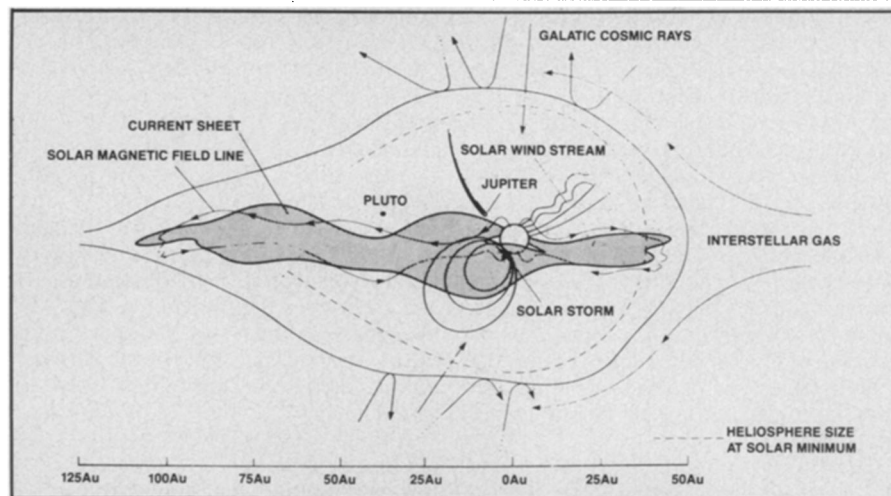 GALATIC COSMIC RAYS
CURRENT SHEET
SOLAR MAGNETIC FIELD LINE
SOLAR WIND STREAM
JUPITER
PLUTO
INTERSTELLAR GAS
SOLAR STORM
HELIOSPHERE SIZE
AT SOLAR MINIMUM
125Au 100Au 75Au 50Au 25Au 0Au 25Au 50Au